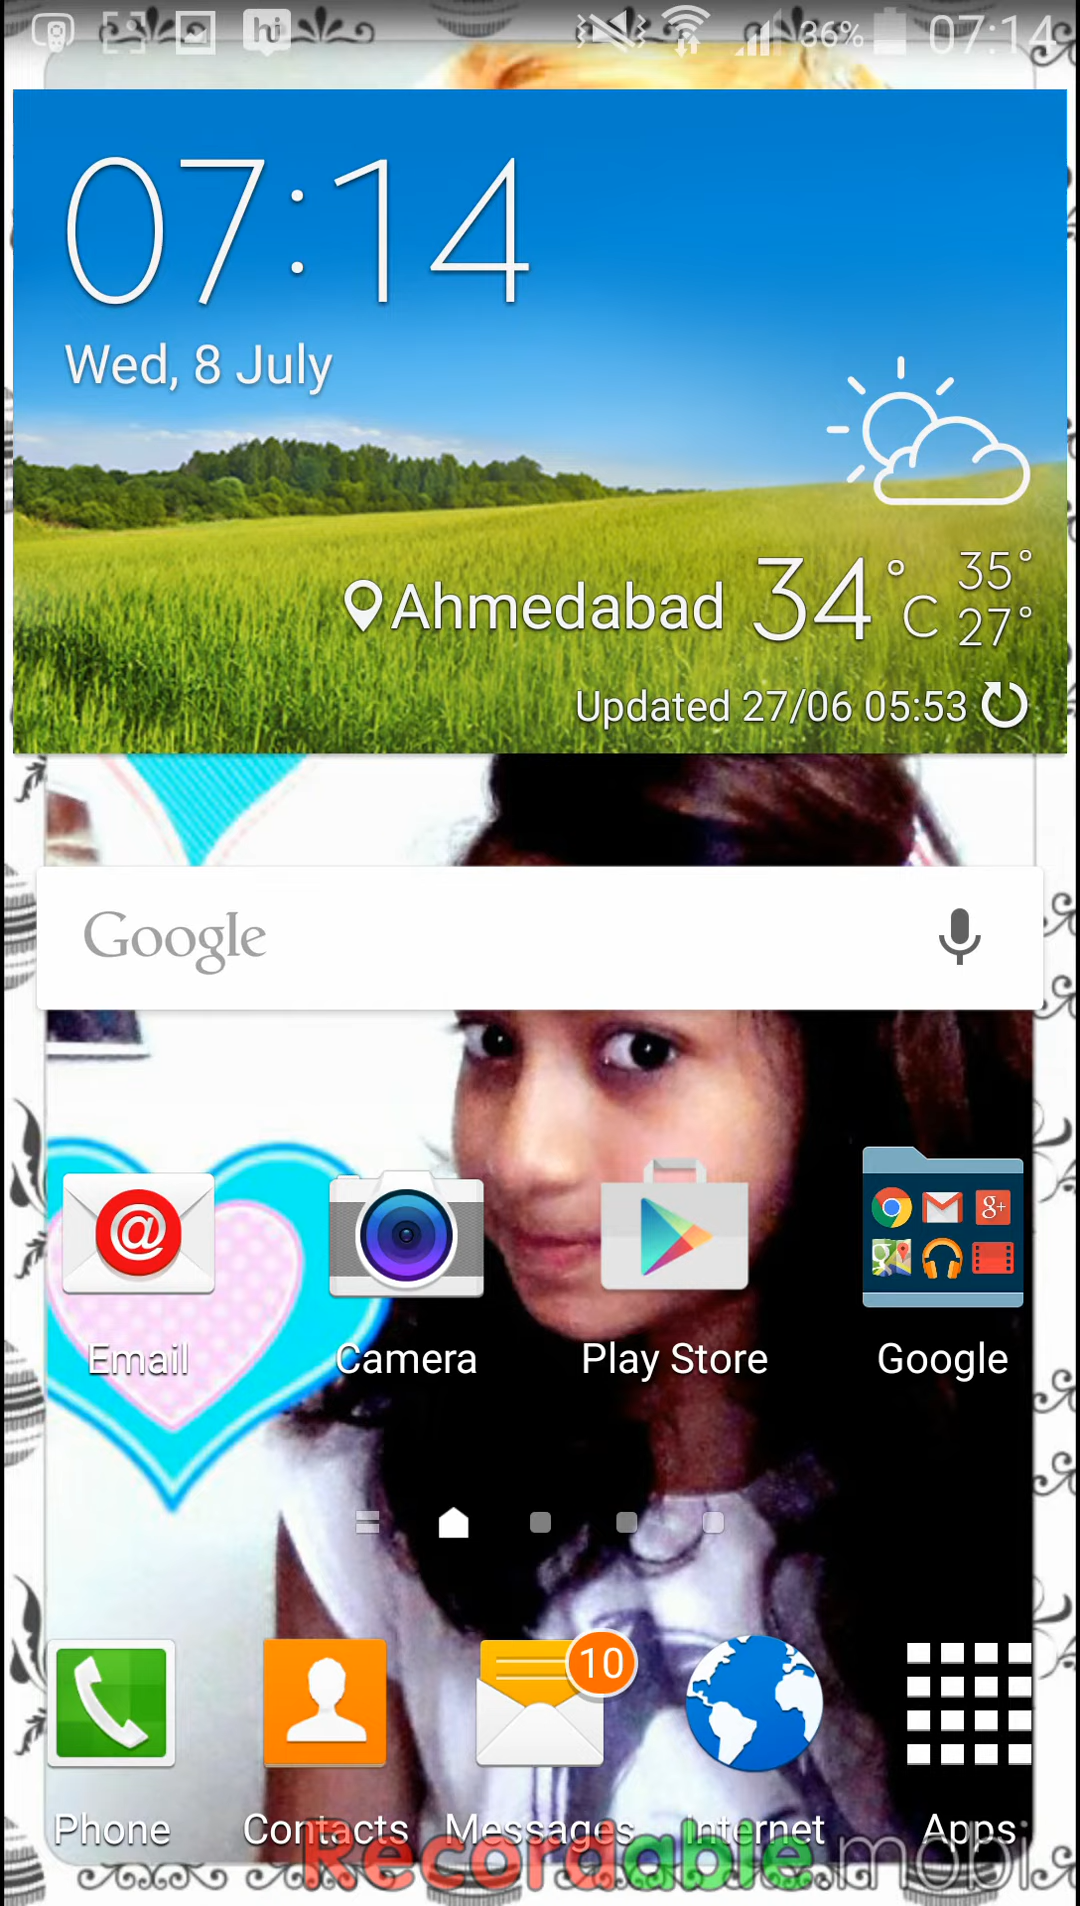 hi 36% 07:14
07:14
Wed, 8 July
Ahmedabad 34°C 35° 27°
Updated 27/06 05:53
Google
@ g+
Email Camera Play Store Google
10
Phone Contacts Messages Internet Apps
Recordable.mobi